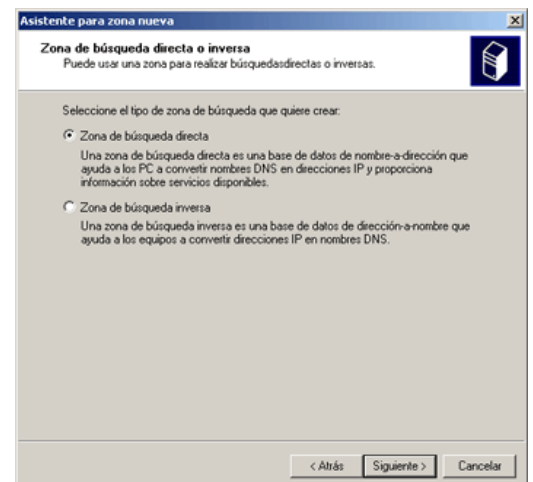 Asistente para zona nueva
Zona de búsqueda directa o inversa
Puede usar una zona para realizar búsquedasdirectas o inversas.
Seleccione el tipo de zona de búsqueda que quiere crear:
Zona de búsqueda directa
Una zona de búsqueda directa es una base de datos de nombre-a-dirección que
ayuda a los PC a convertir nombres DNS en direcciones IP y proporciona
información sobre servicios disponibles.
Zona de búsqueda inversa
Una zona de búsqueda inversa es una base de datos de dirección-a-nombre que
ayuda a los equipos a convertir direcciones IP en nombres DNS.
< Atrás Siguiente > Cancelar